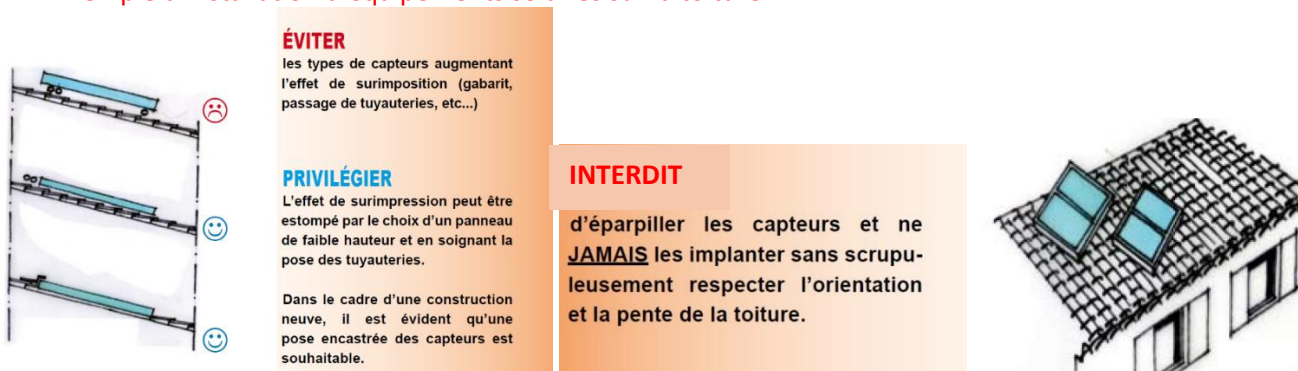 ÉVITER
les types de capteurs augmentant
l'effet de surimposition (gabarit,
passage de tuyauteries, etc...)
PRIVILÉGIER
L'effet de surimpression peut être
estompé par le choix d'un panneau
de faible hauteur et en soignant la
pose des tuyauteries.
Dans le cadre d'une construction
neuve, il est évident qu'une
pose encastrée des capteurs est
souhaitable.
INTERDIT
d'éparpiller les capteurs et ne
JAMAIS les implanter sans scrupu-
leusement respecter l'orientation
et la pente de la toiture.